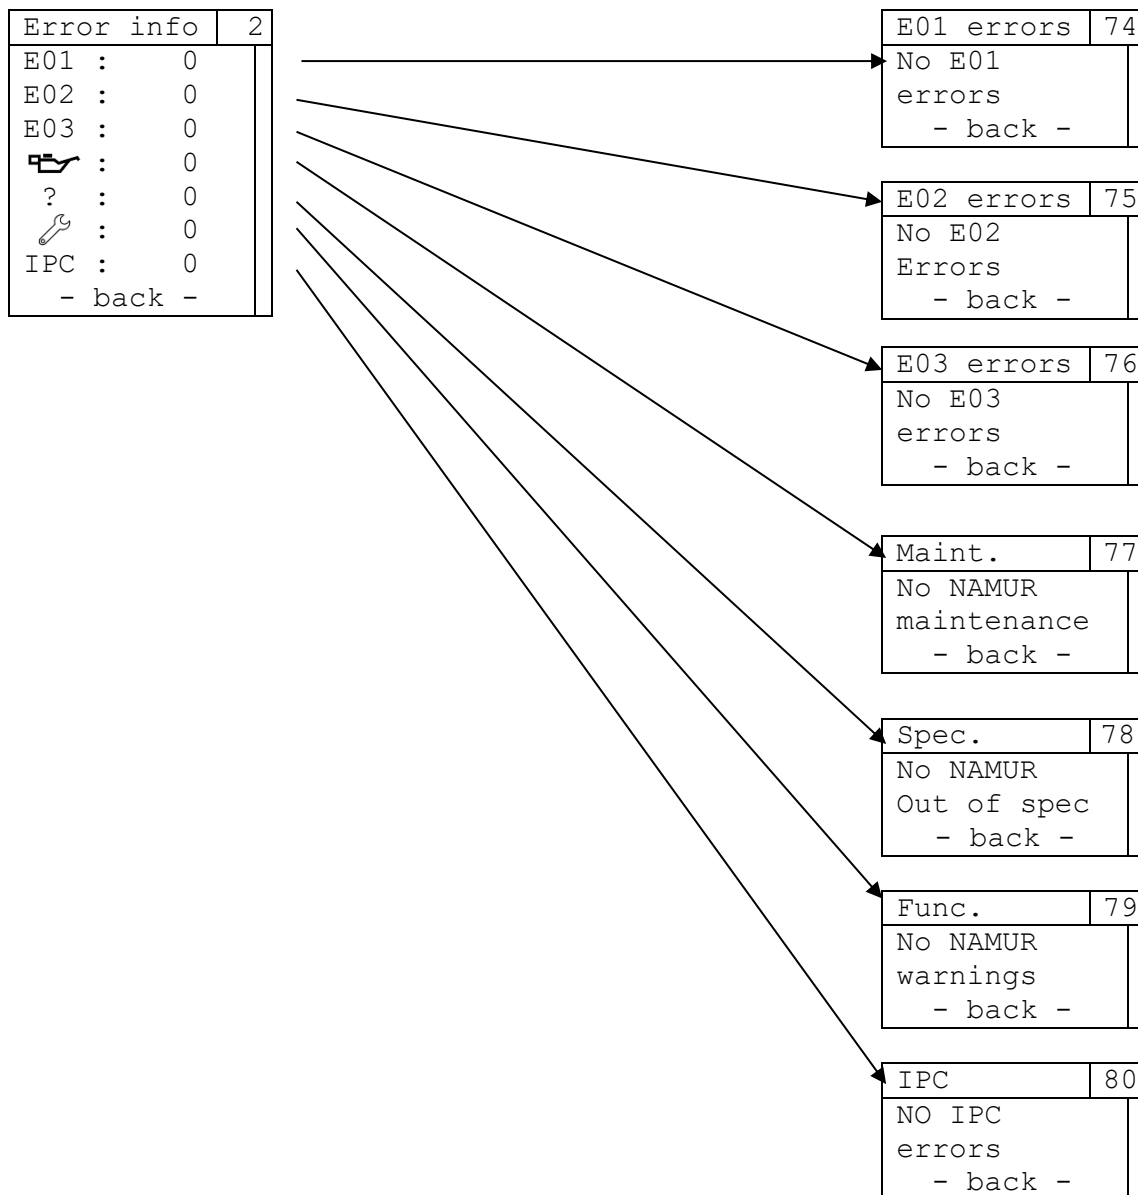 Error info 2
E01 : 0
E02 : 0
E03 : 0
: 0
? : 0
: 0
IPC : 0
- back -
E01 errors 74
No E01
errors
- back -
E02 errors 75
No E02
Errors
- back -
E03 errors 76
No E03
errors
- back -
Maint. 77
No NAMUR
maintenance
- back -
Spec. 78
No NAMUR
Out of spec
- back -
Func. 79
No NAMUR
warnings
- back -
IPC 80
NO IPC
errors
- back -